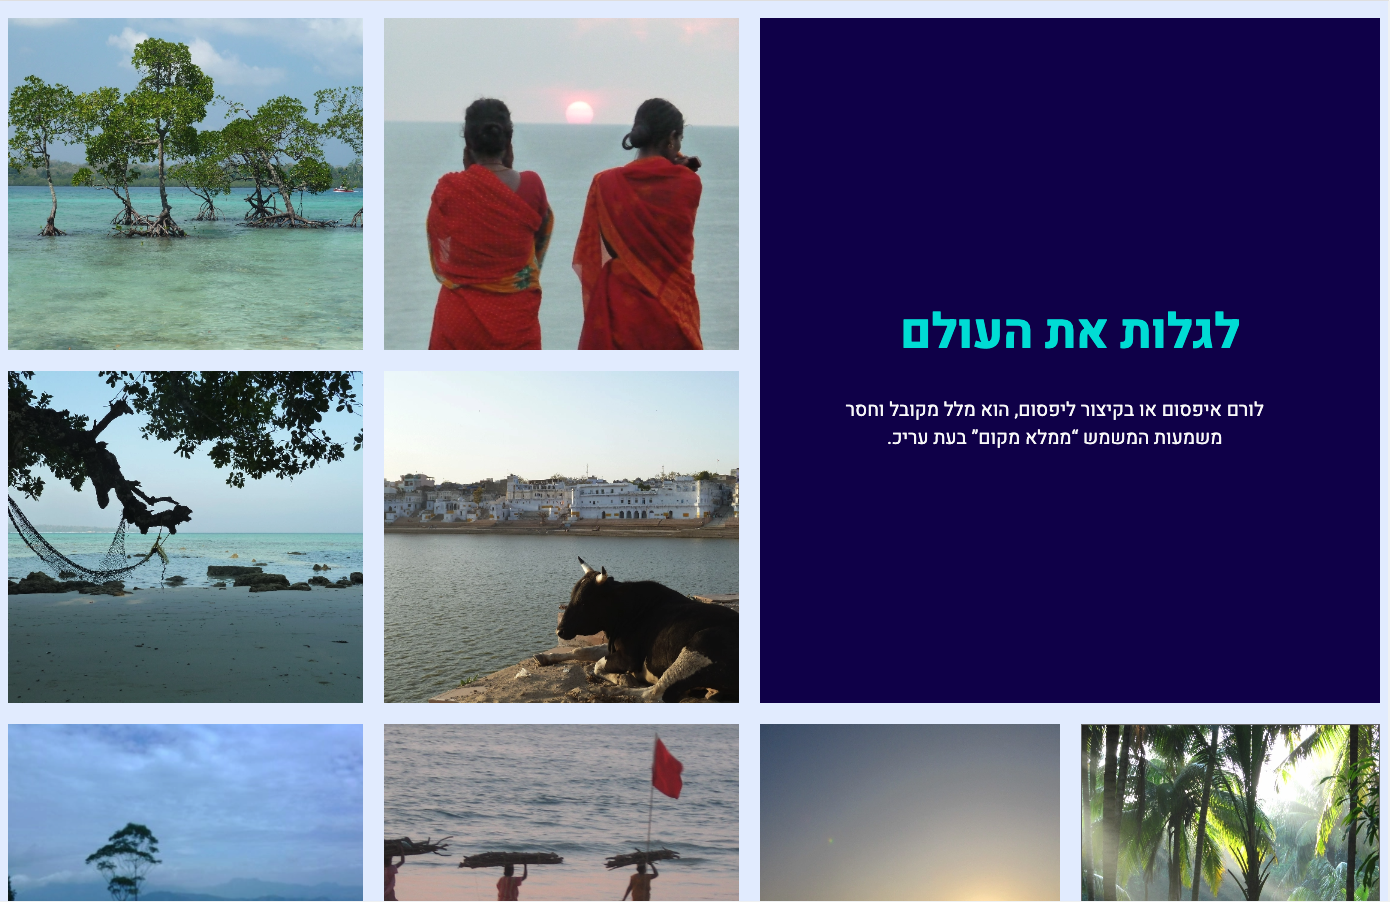 לגלות את העולם
לורם איפסום או בקיצור ליפסום, הוא מלל מקובל וחסר
משמעות המשמש “ממלא מקום” בעת עריכ.